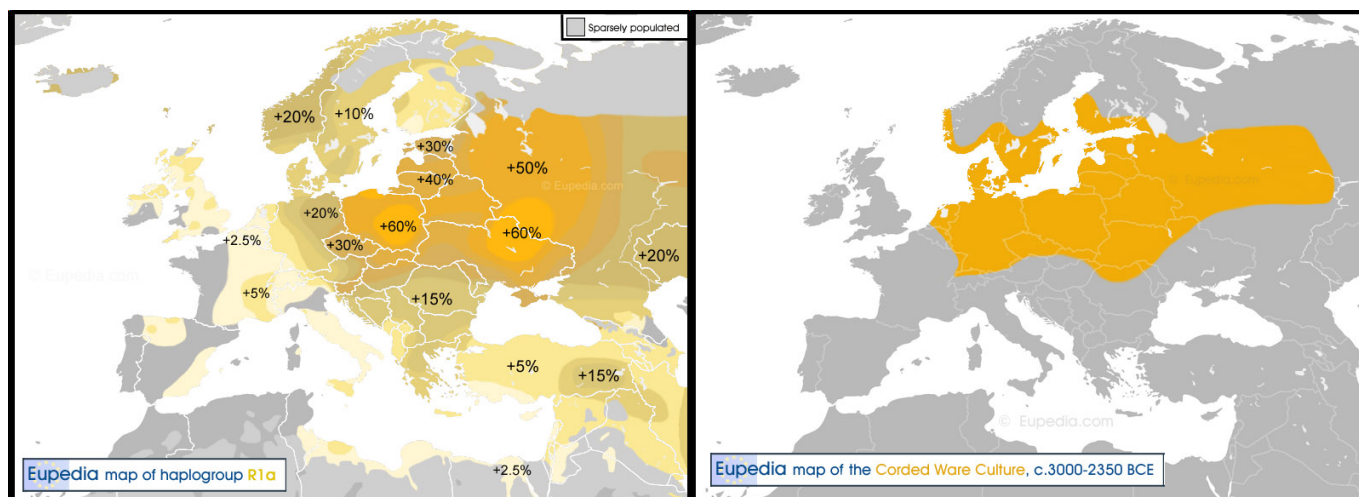 Sparsely populated
+20%
+10%
+30%
+50%
© Eupedia.com
+40%
+20%
+60%
+60%
+2.5%
+30%
+20%
© Eupedia.com
+5%
+15%
+5%
+15%
+2.5%
Eupedia map of haplogroup R1a
© Eupedia.com
Eupedia map of the Corded Ware Culture, c.3000-2350 BCE